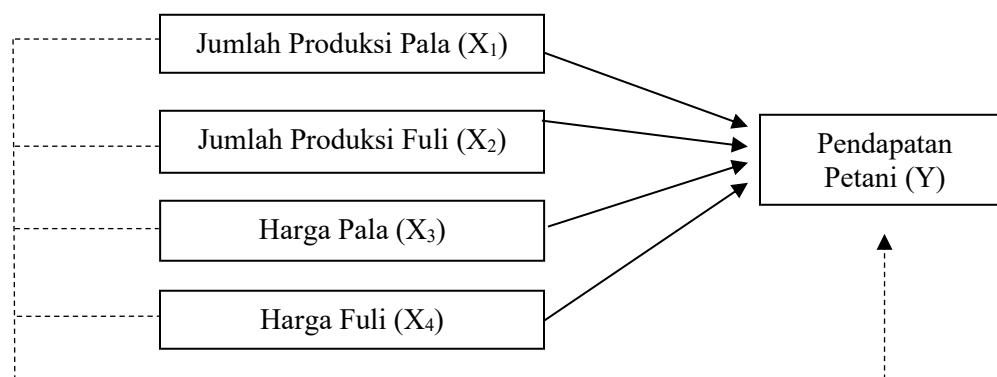 Jumlah Produksi Pala (X₁)
Jumlah Produksi Fuli (X₂)
Pendapatan
Petani (Y)
Harga Pala (X₃)
Harga Fuli (X₄)